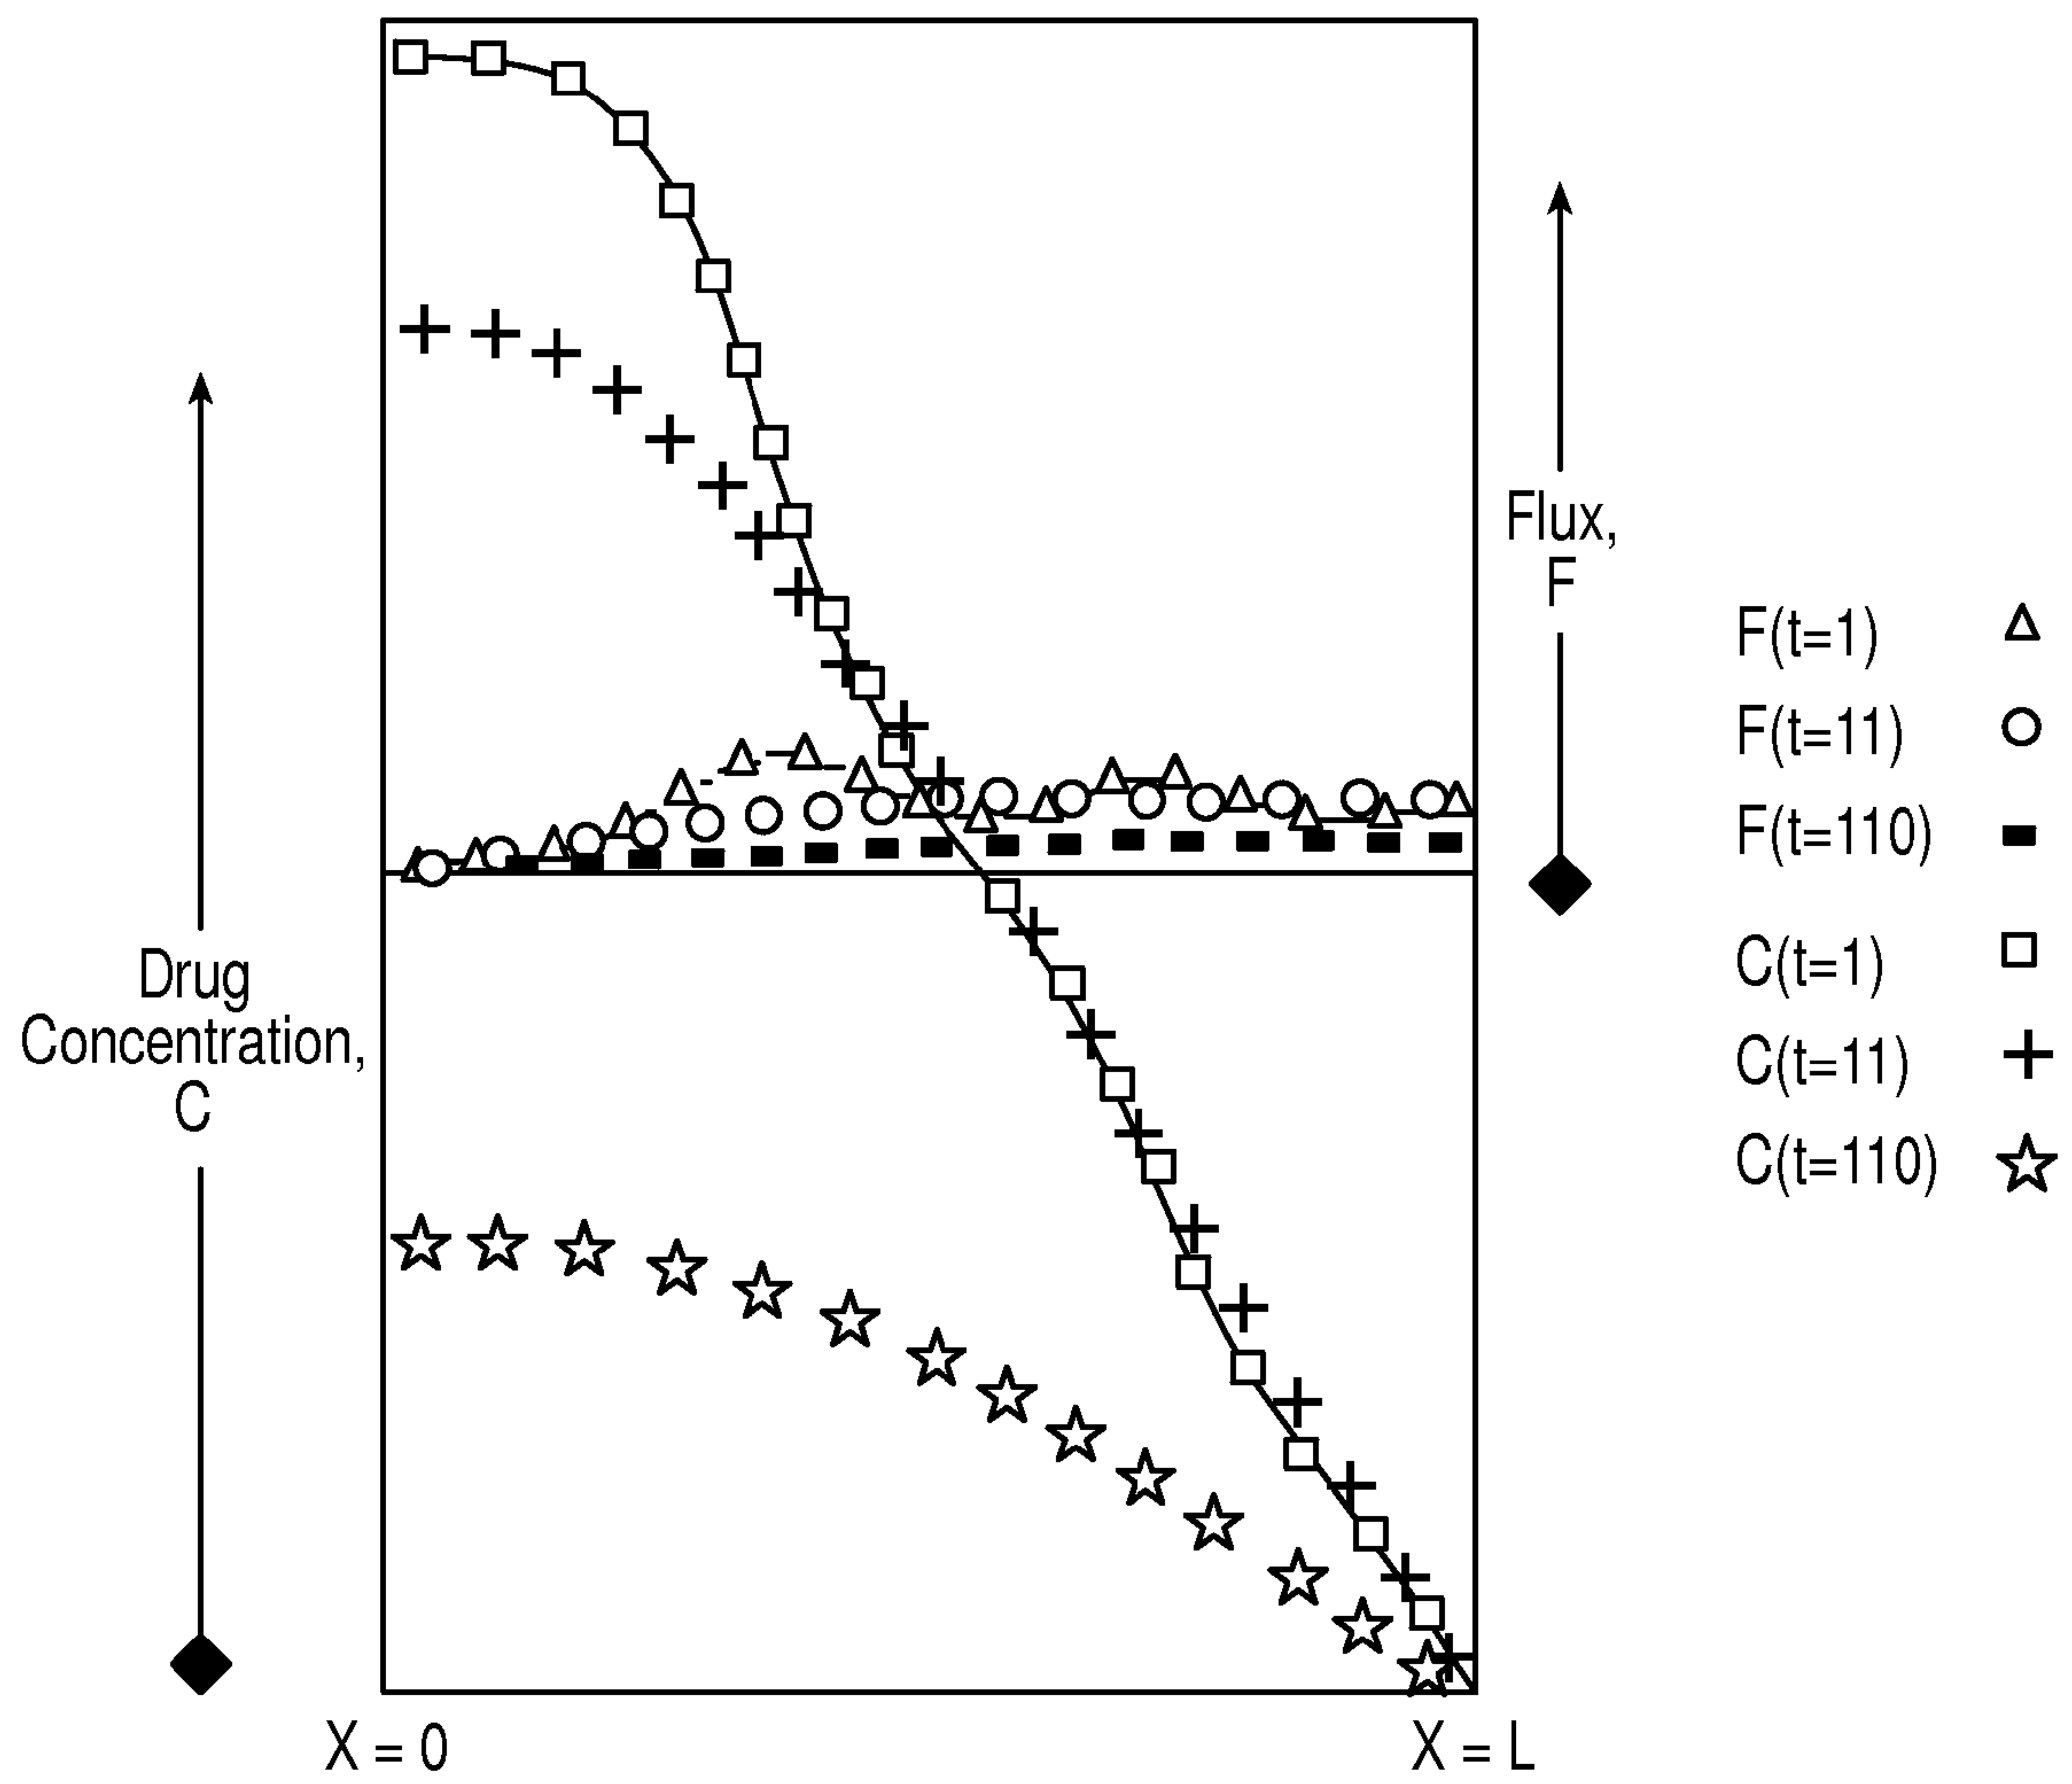 Flux,
F
F(t=1)
F(t=11)
F(t=110)
Drug
Concentration,
C
C(t=1)
C(t=11)
C(t=110)
X = 0
X = L